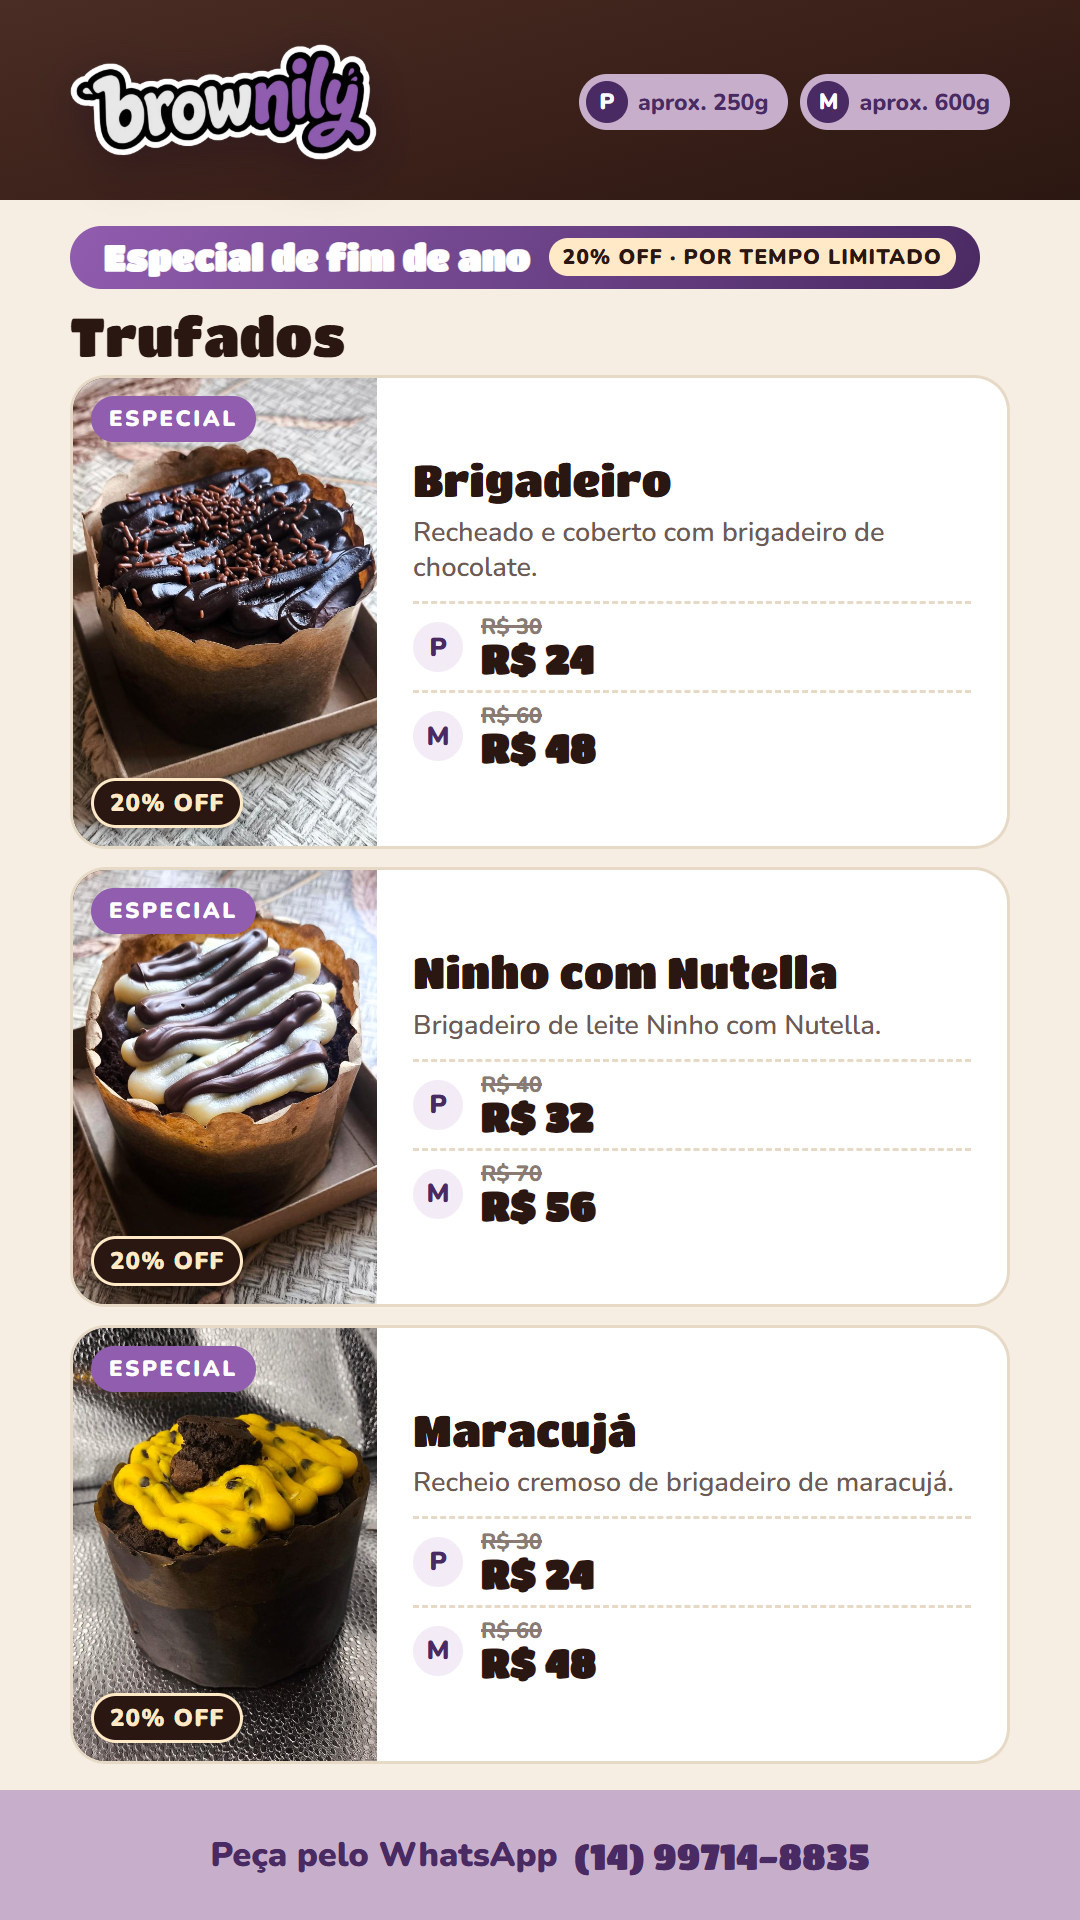 brownily
P aprox. 250g
M aprox. 600g
Especial de fim de ano
20% OFF · POR TEMPO LIMITADO
Trufados
ESPECIAL
Brigadeiro
Recheado e coberto com brigadeiro de
chocolate.
P R$ 30
R$ 24
M R$ 60
R$ 48
20% OFF
ESPECIAL
Ninho com Nutella
Brigadeiro de leite Ninho com Nutella.
P R$ 40
R$ 32
M R$ 70
R$ 56
20% OFF
ESPECIAL
Maracujá
Recheio cremoso de brigadeiro de maracujá.
P R$ 30
R$ 24
M R$ 60
R$ 48
20% OFF
Peça pelo WhatsApp (14) 99714-8835